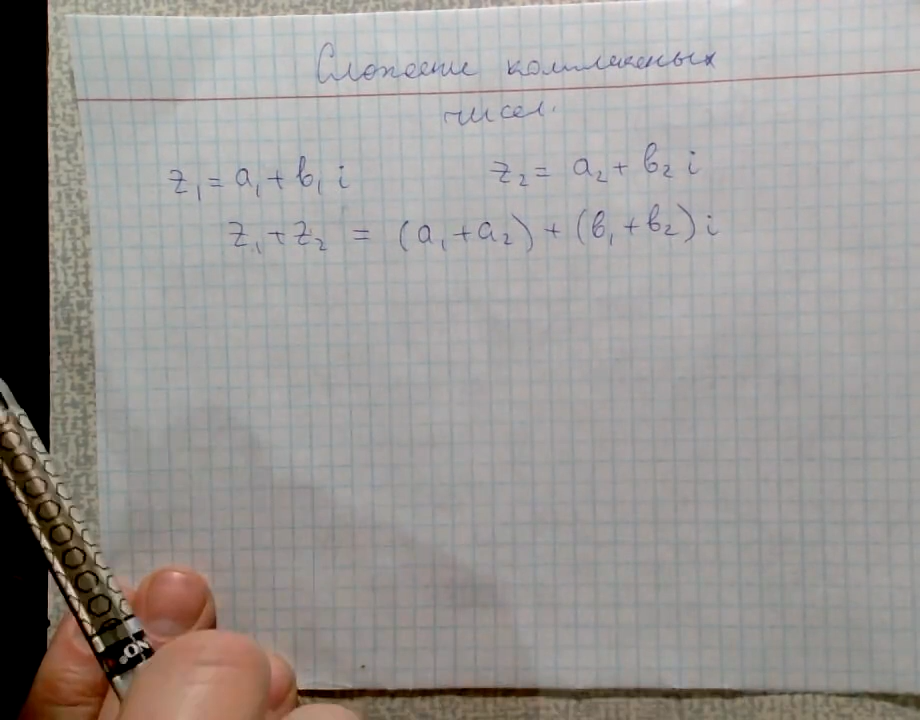 Сложение комплексных
чисел.
z₁ = a₁ + b₁ i z₂ = a₂ + b₂ i
z₁ + z₂ = (a₁ + a₂) + (b₁ + b₂) i